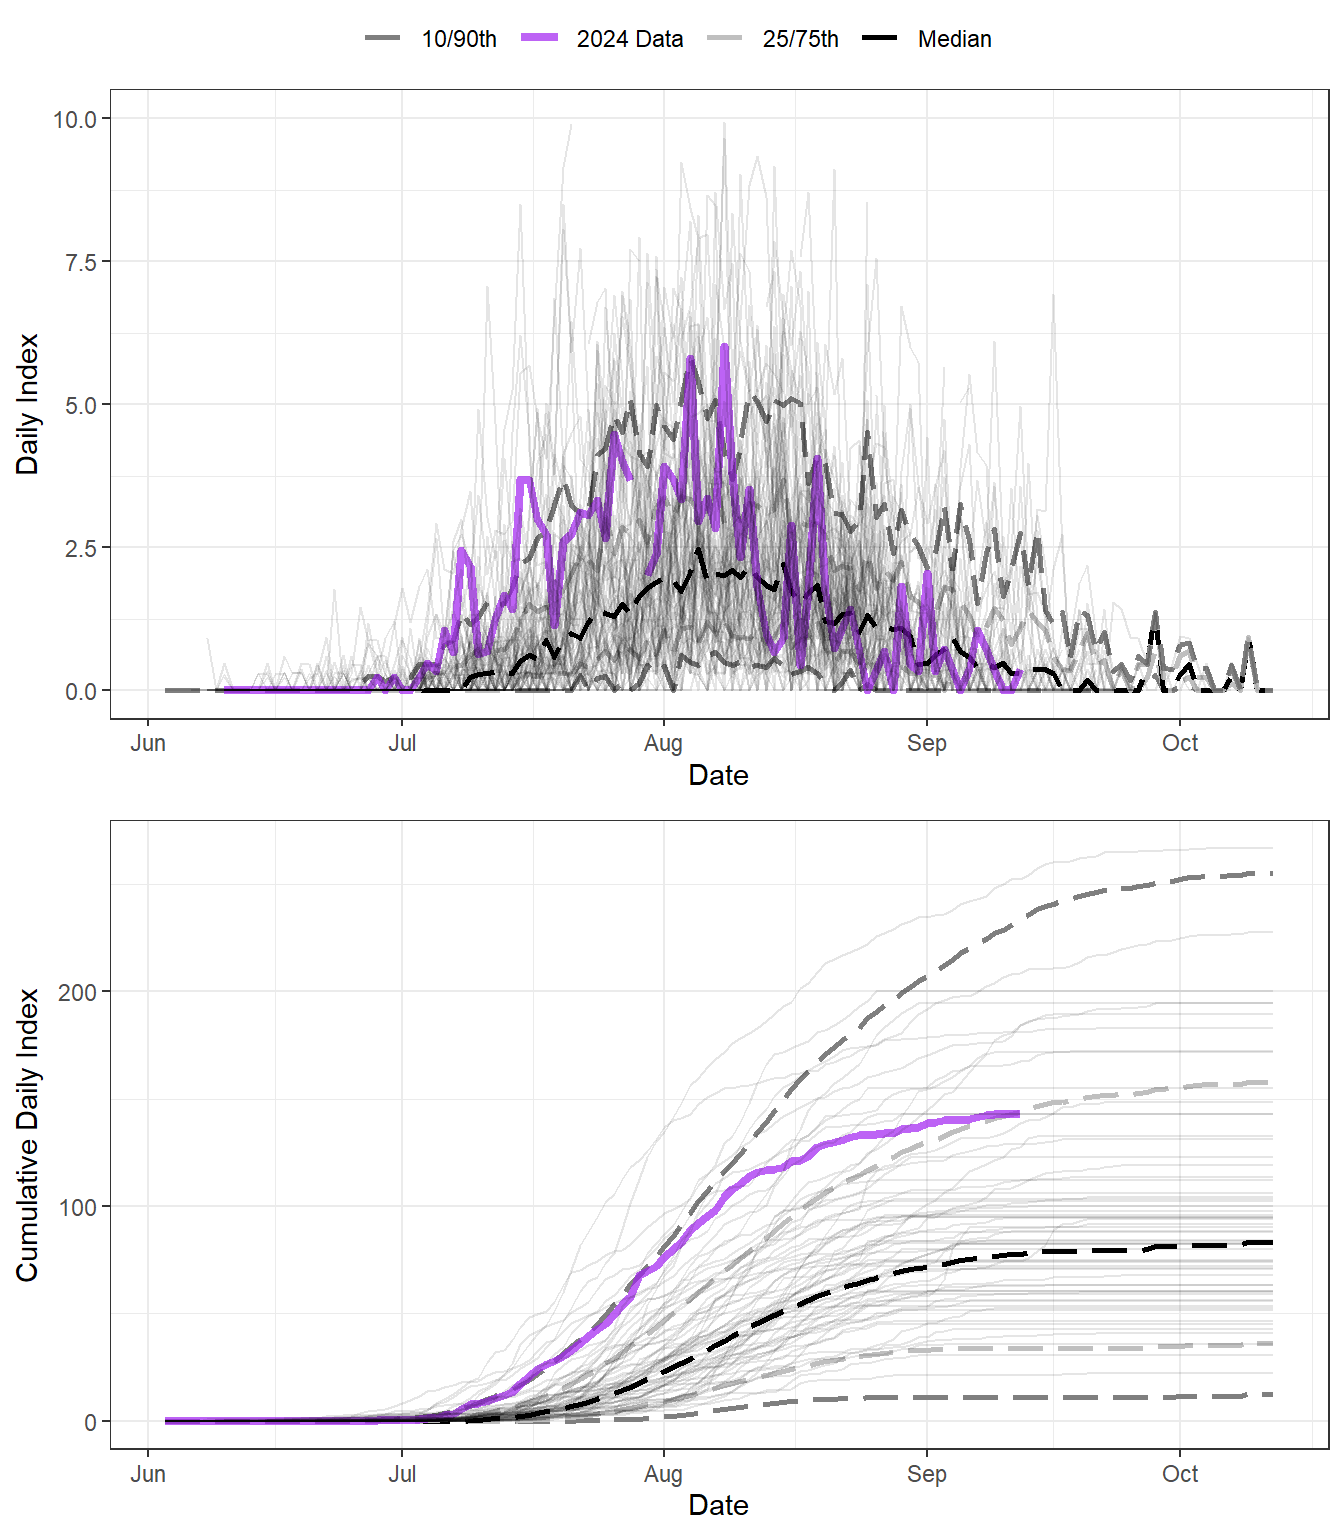 10/90th 2024 Data 25/75th Median
Daily Index
10.0
7.5
5.0
2.5
0.0
Jun Jul Aug Sep Oct
Date
Cumulative Daily Index
200
100
0
Jun Jul Aug Sep Oct
Date